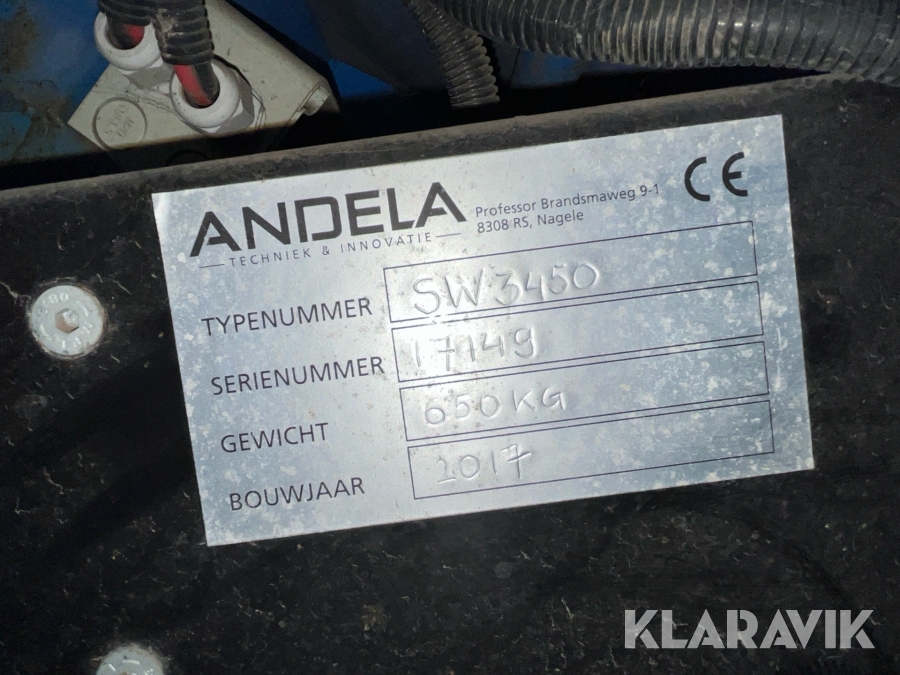 ANDELA
TECHNIEK & INNOVATIE
Professor Brandsmaweg 9-1
8308 RS, Nagele
CE
TYPENUMMER SW3450
SERIENUMMER 17149
GEWICHT 650KG
BOUWJAAR 2017
KLARAVIK